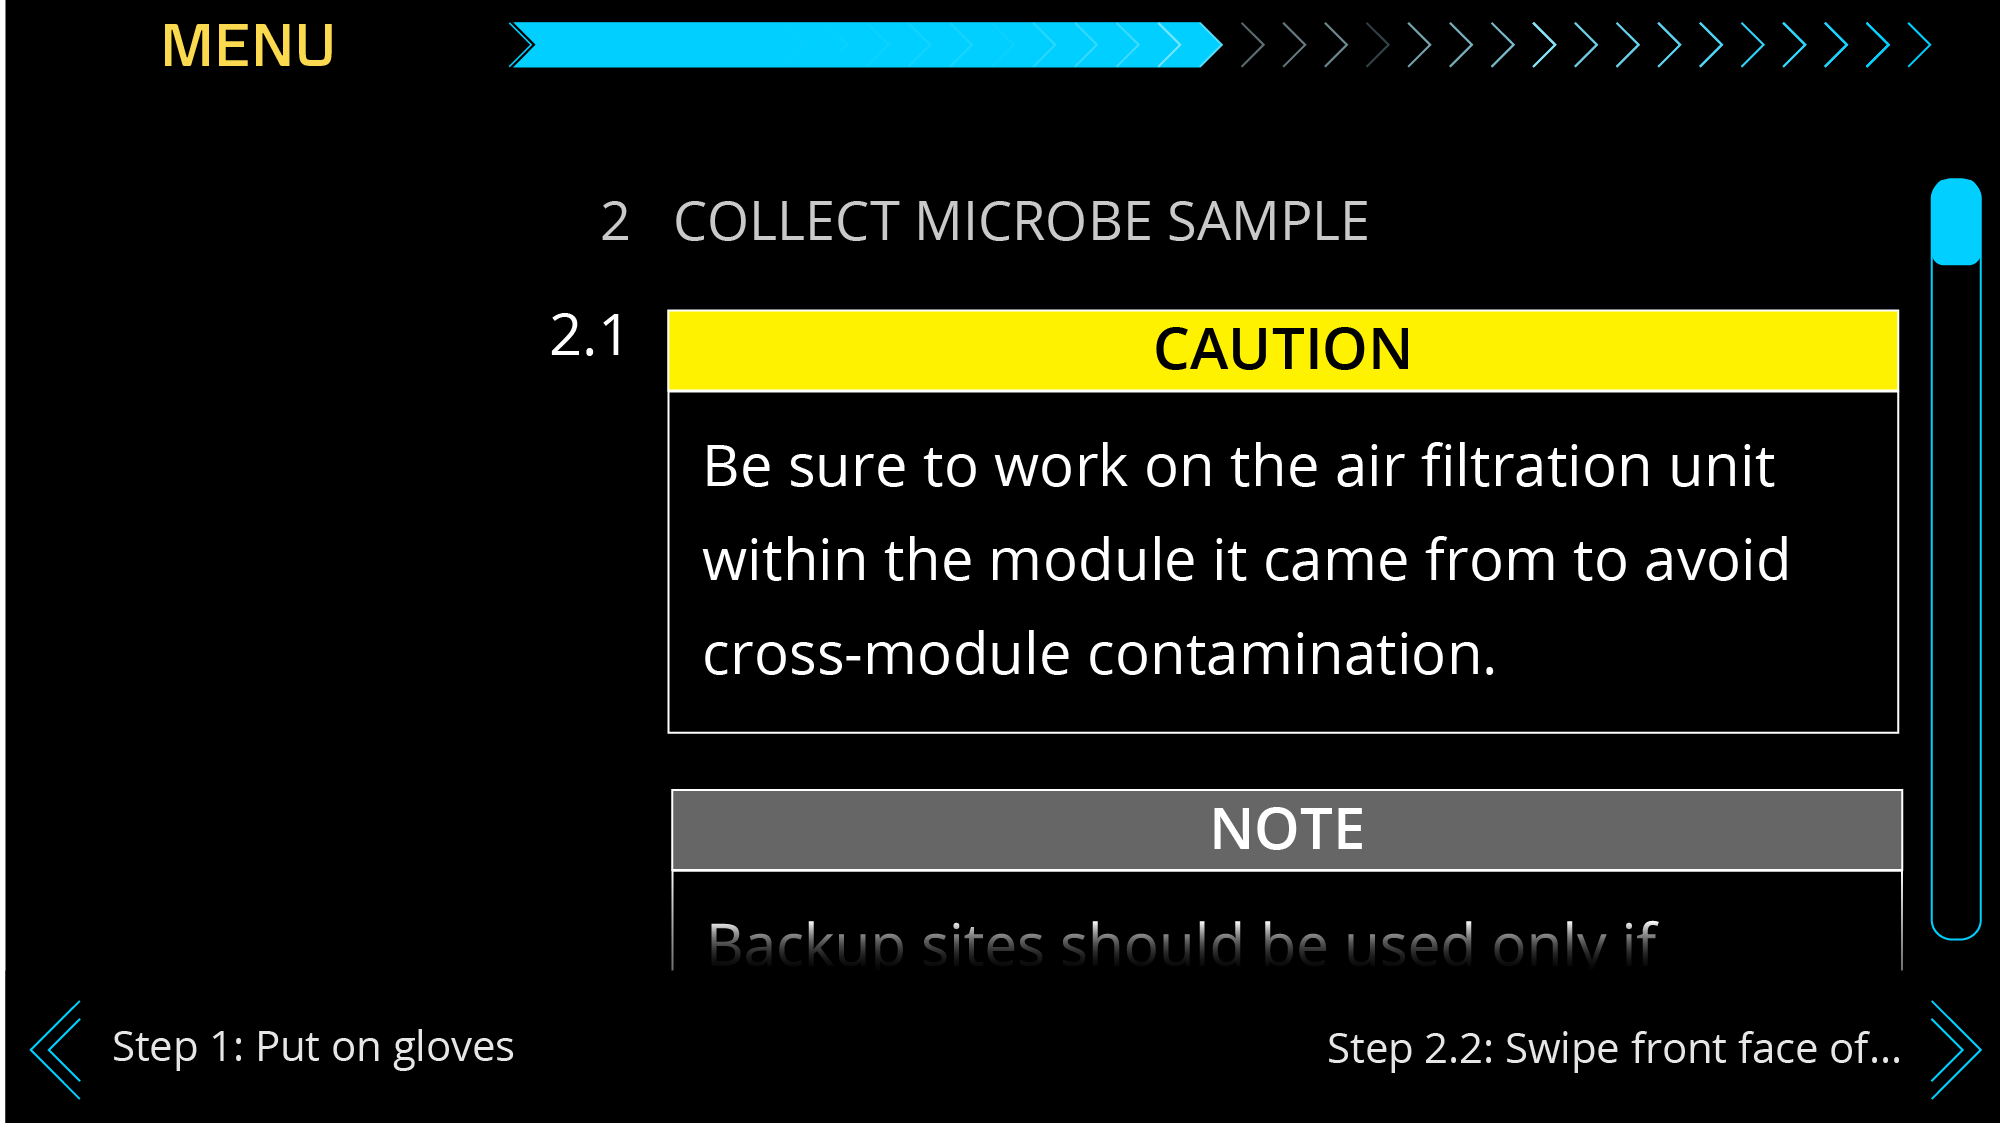 MENU
2 COLLECT MICROBE SAMPLE
2.1
CAUTION
Be sure to work on the air filtration unit
within the module it came from to avoid
cross-module contamination.
NOTE
Backup sites should be used only if
Step 1: Put on gloves
Step 2.2: Swipe front face of...